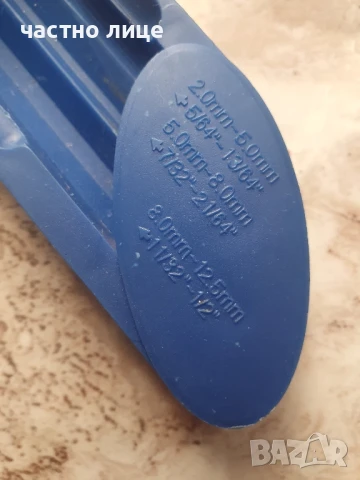 частно лице
2.0mm-5.0mm
5/64"-13/64"
5.0mm-8.0mm
7/32"-21/64"
8.0mm-12.5mm
11/32"-1/2"
BAZAR